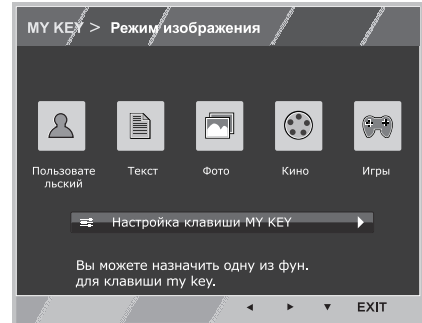 MY KEY > Режим изображения
Пользовате
льский
Текст
Фото
Кино
Игры
Настройка клавиши MY KEY
Вы можете назначить одну из фун.
для клавиши my key.
EXIT